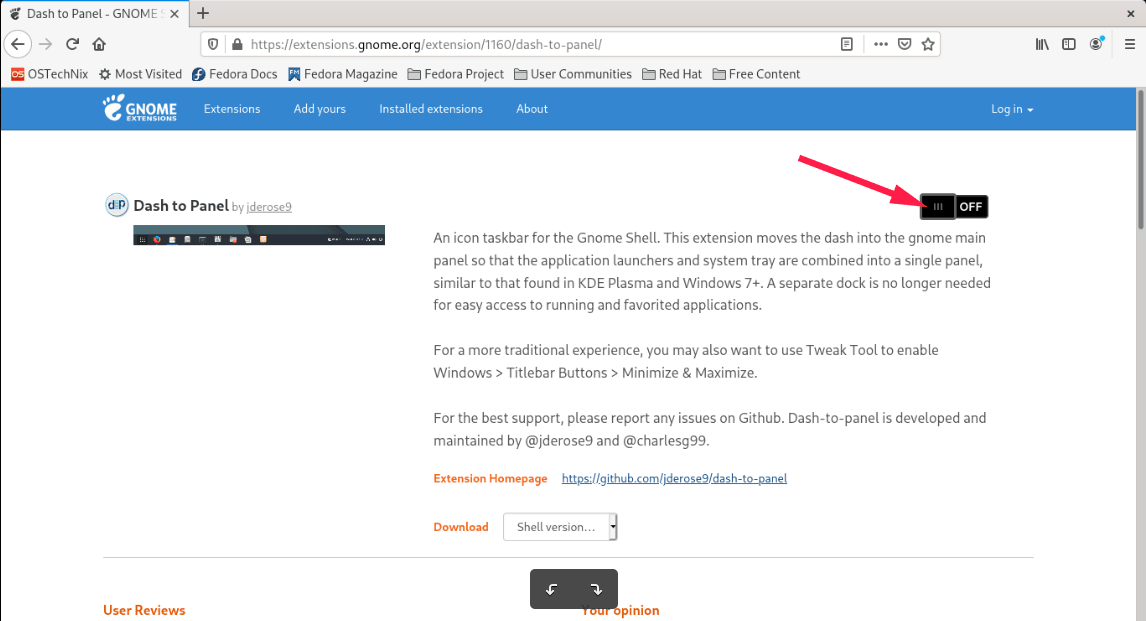 Dash to Panel - GNOME S
https://extensions.gnome.org/extension/1160/dash-to-panel/
OSTechNix Most Visited Fedora Docs Fedora Magazine Fedora Project User Communities Red Hat Free Content
GNOME EXTENSIONS Extensions Add yours Installed extensions About Log in
Dash to Panel by jderose9
OFF
An icon taskbar for the Gnome Shell. This extension moves the dash into the gnome main
panel so that the application launchers and system tray are combined into a single panel,
similar to that found in KDE Plasma and Windows 7+. A separate dock is no longer needed
for easy access to running and favorited applications.
For a more traditional experience, you may also want to use Tweak Tool to enable
Windows > Titlebar Buttons > Minimize & Maximize.
For the best support, please report any issues on Github. Dash-to-panel is developed and
maintained by @jderose9 and @charlesg99.
Extension Homepage https://github.com/jderose9/dash-to-panel
Download Shell version...
User Reviews Your opinion